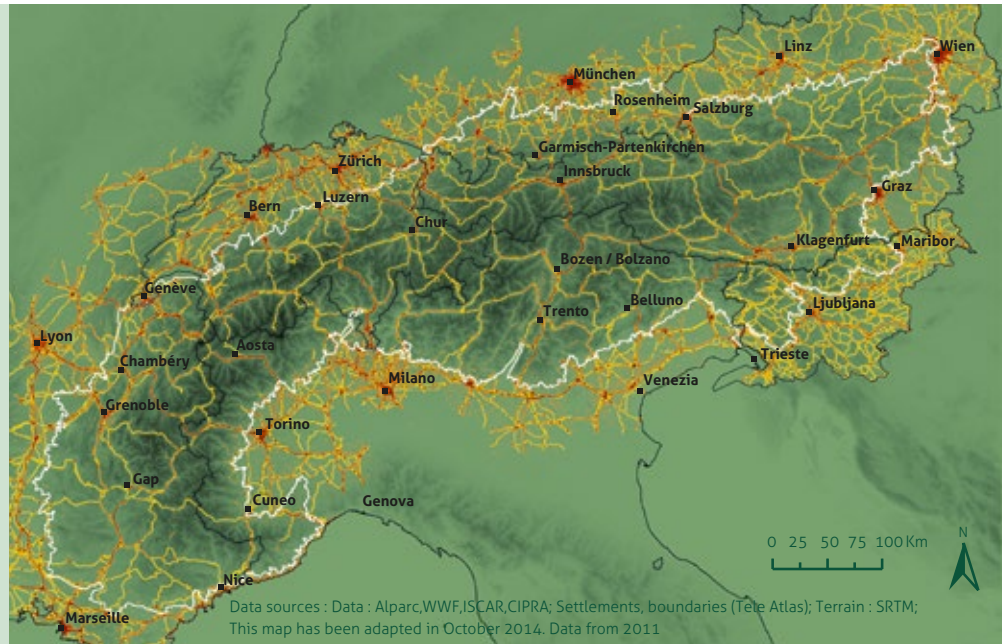 Linz
Wien
München
Rosenheim
Salzburg
Garmisch-Partenkirchen
Zürich
Innsbruck
Luzern
Graz
Bern
Chur
Klagenfurt
Maribor
Bozen / Bolzano
Genève
Belluno
Ljubljana
Trento
Lyon
Aosta
Trieste
Chambéry
Milano
Venezia
Grenoble
Torino
Gap
Cuneo
Genova
N
0 25 50 75 100 Km
Nice
Marseille
Data sources : Data : Alparc,WWF,ISCAR,CIPRA; Settlements, boundaries (Tele Atlas); Terrain : SRTM;
This map has been adapted in October 2014. Data from 2011